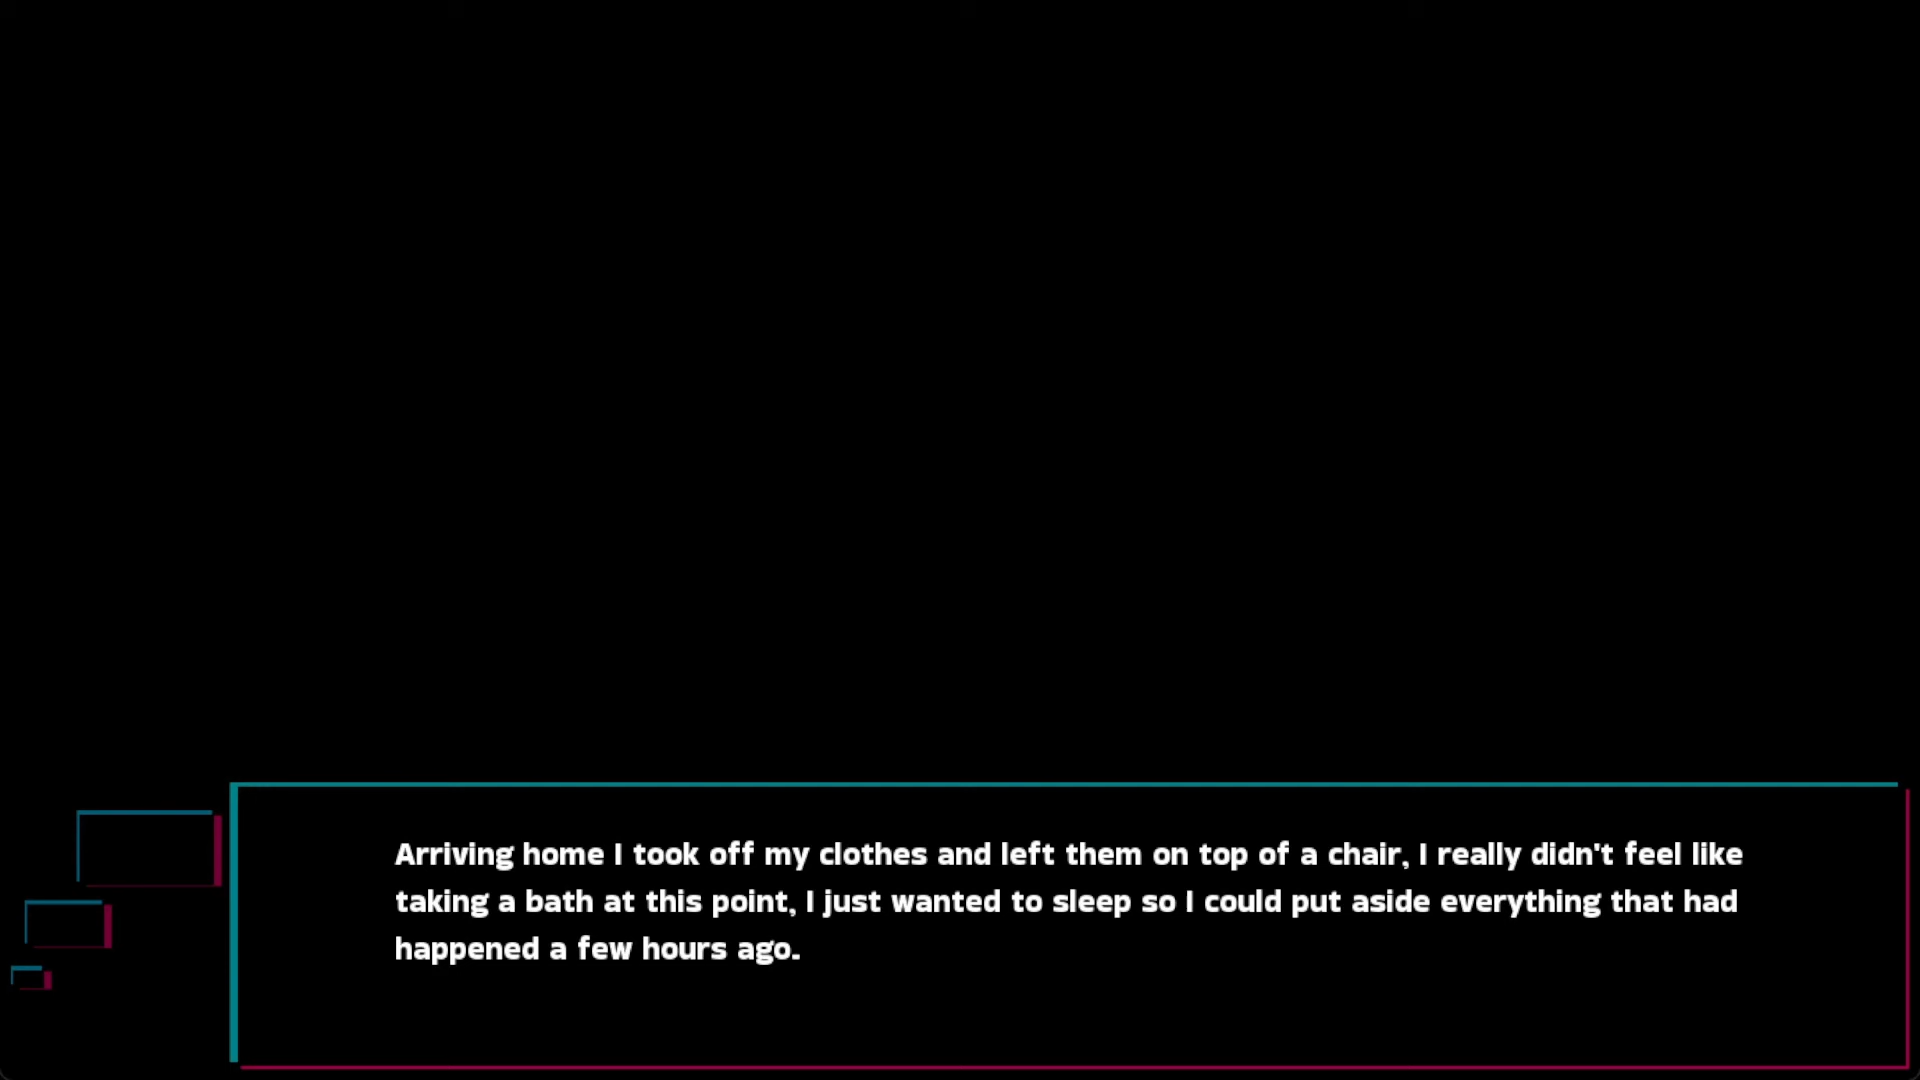 Arriving home I took off my clothes and left them on top of a chair, I really didn't feel like
taking a bath at this point, I just wanted to sleep so I could put aside everything that had
happened a few hours ago.